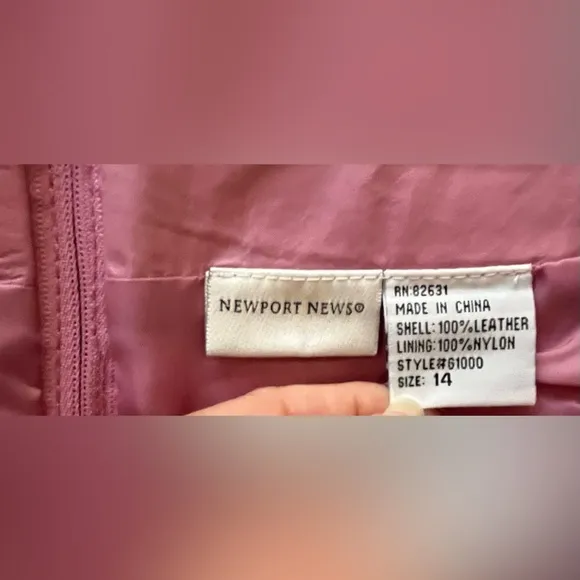 NEWPORT NEWS®
RN:82631
MADE IN CHINA
SHELL:100%LEATHER
LINING:100%NYLON
STYLE#61000
SIZE: 14